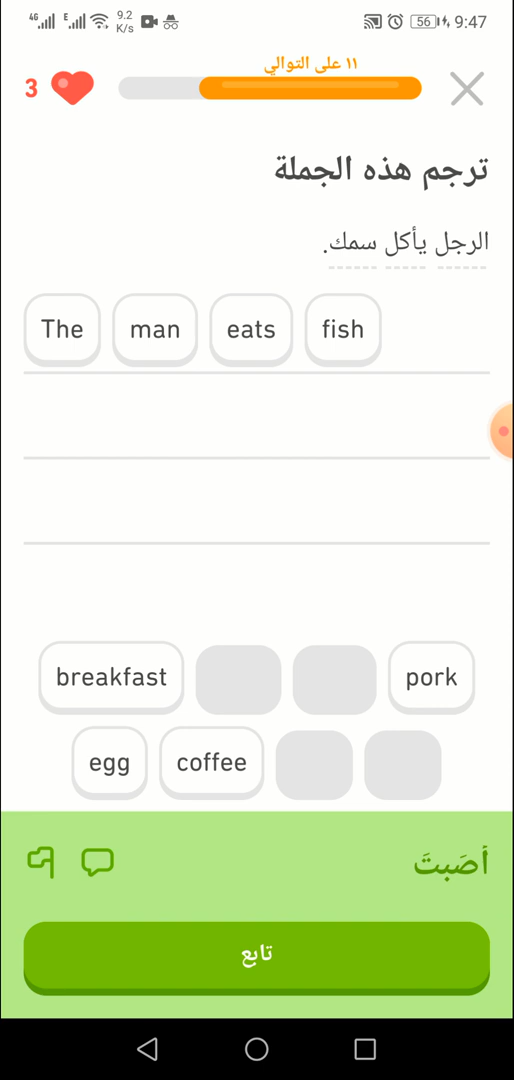 4G E 9.2 K/s 56 9:47
١١ على التوالي
3
ترجم هذه الجملة
الرجل يأكل سمك.
The man eats fish
breakfast pork
egg coffee
أصَبتَ
تابع